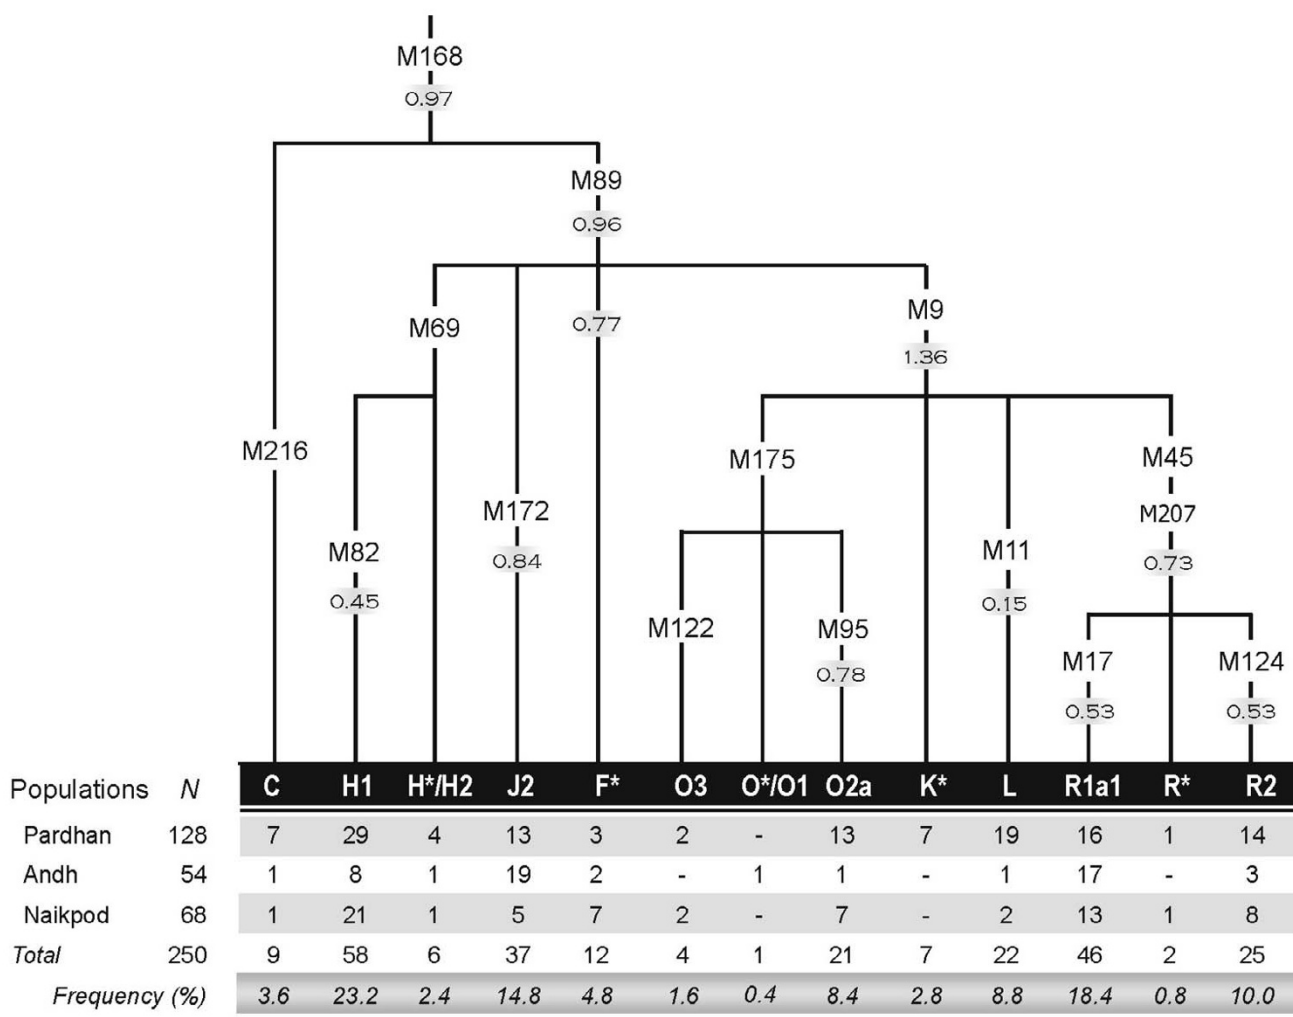 M168
0.97
M89
0.96
M69
0.77
M9
1.36
M216
M175
M45
M172
M207
M82
0.84
M11
0.73
0.45
0.15
M122
M95
0.78
M17
M124
0.53
0.53
Populations N C H1 H*/H2 J2 F* O3 O*/O1 O2a K* L R1a1 R* R2
Pardhan 128 7 29 4 13 3 2 - 13 7 19 16 1 14
Andh 54 1 8 1 19 2 - 1 1 - 1 17 - 3
Naikpod 68 1 21 1 5 7 2 - 7 - 2 13 1 8
Total 250 9 58 6 37 12 4 1 21 7 22 46 2 25
Frequency (%) 3.6 23.2 2.4 14.8 4.8 1.6 0.4 8.4 2.8 8.8 18.4 0.8 10.0